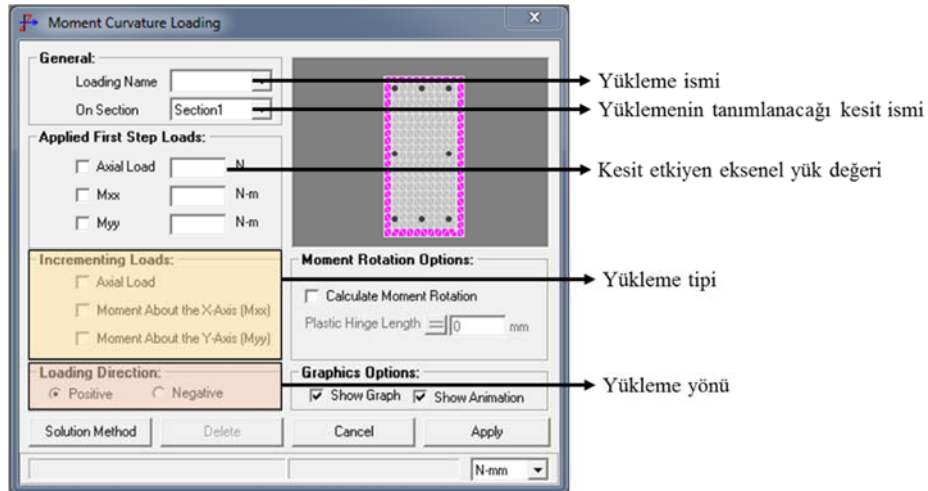 Moment Curvature Loading
X
General:
Loading Name
On Section Section1
Applied First Step Loads:
Axial Load N
Mxx N-m
Myy N-m
Incrementing Loads:
Axial Load
Moment About the X-Axis (Mxx)
Moment About the Y-Axis (Myy)
Loading Direction:
Positive Negative
Moment Rotation Options:
Calculate Moment Rotation
Plastic Hinge Length 0 mm
Graphics Options:
Show Graph Show Animation
Solution Method Delete Cancel Apply
N-mm
Yükleme ismi
Yüklemenin tanımlanacağı kesit ismi
Kesit etkiyen eksenel yük değeri
Yükleme tipi
Yükleme yönü